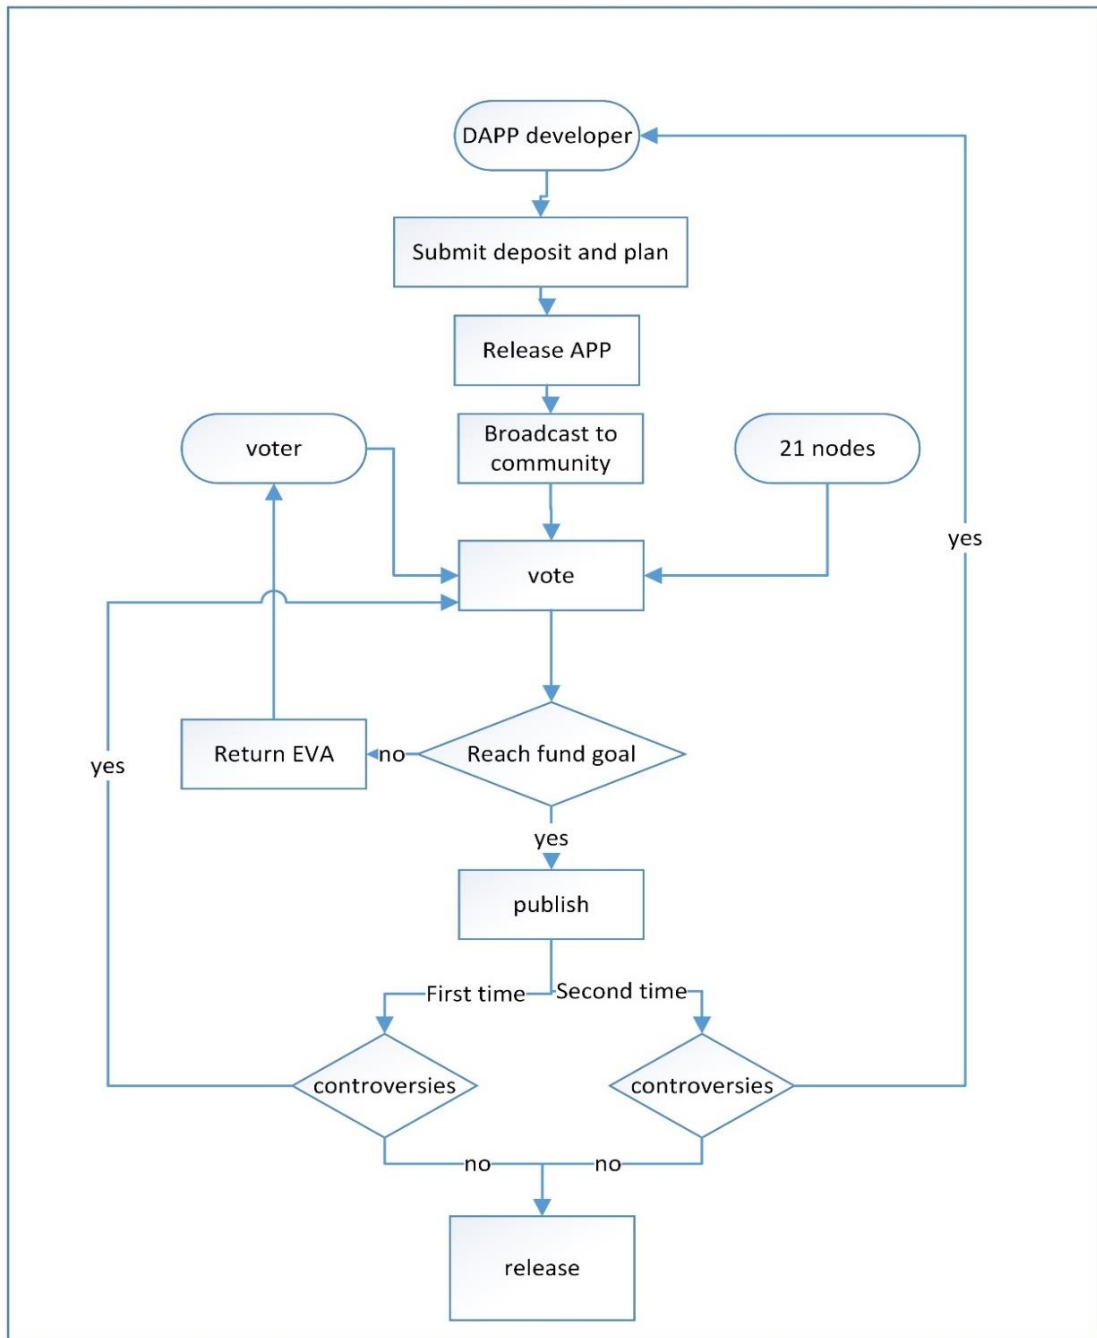 DAPP developer
Submit deposit and plan
Release APP
voter
Broadcast to
community
21 nodes
yes
vote
Return EVA
no
Reach fund goal
yes
yes
publish
First time
Second time
controversies
controversies
no
no
release